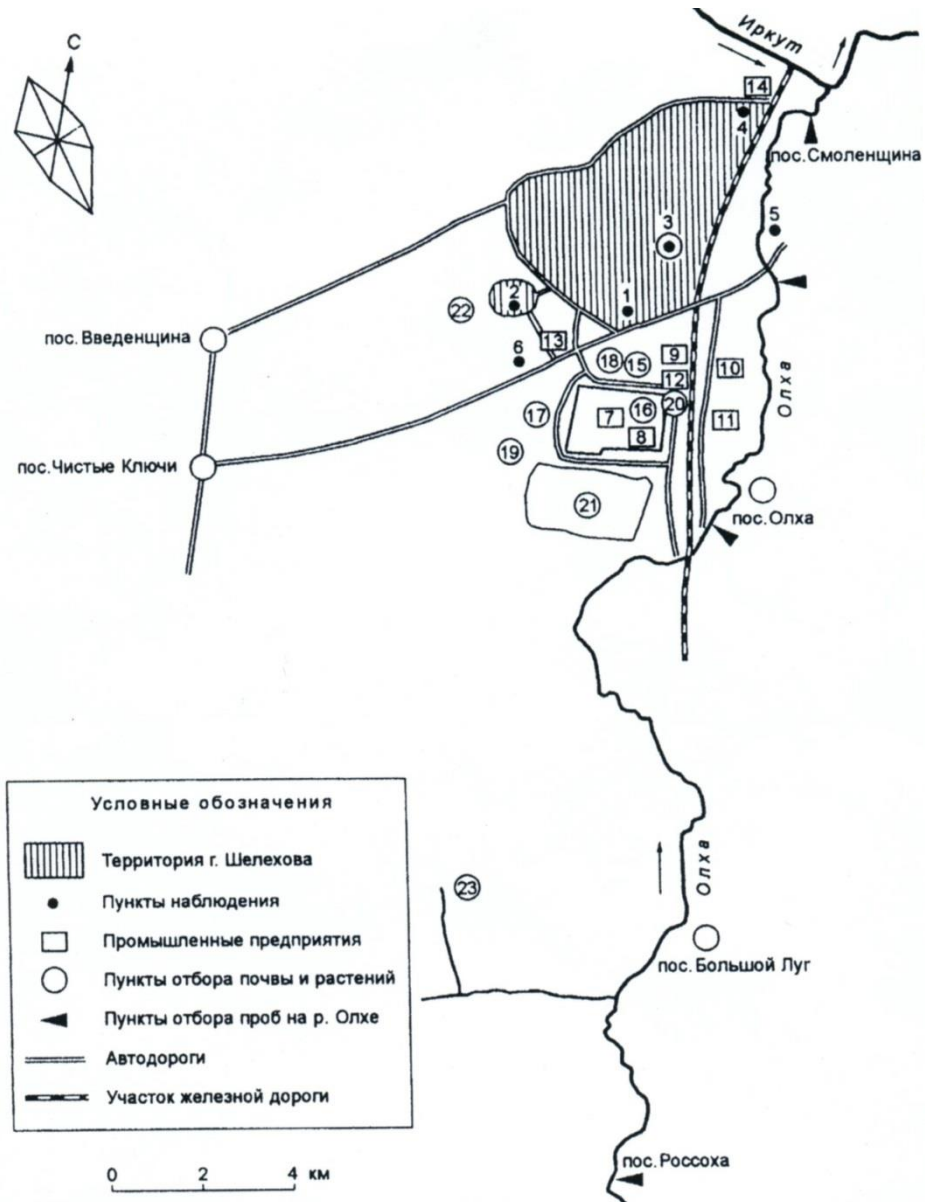 С
Иркут
14
4
пос. Смоленщина
5
3
2
1
22
пос. Введенщина
13
6
18
15
9
10
12
20
17
7
16
11
8
Олха
19
пос. Чистые Ключи
21
пос. Олха
23
Олха
пос. Большой Луг
пос. Россоха
Условные обозначения
Территория г. Шелехова
Пункты наблюдения
Промышленные предприятия
Пункты отбора почвы и растений
Пункты отбора проб на р. Олхе
Автодороги
Участок железной дороги
0 2 4 км